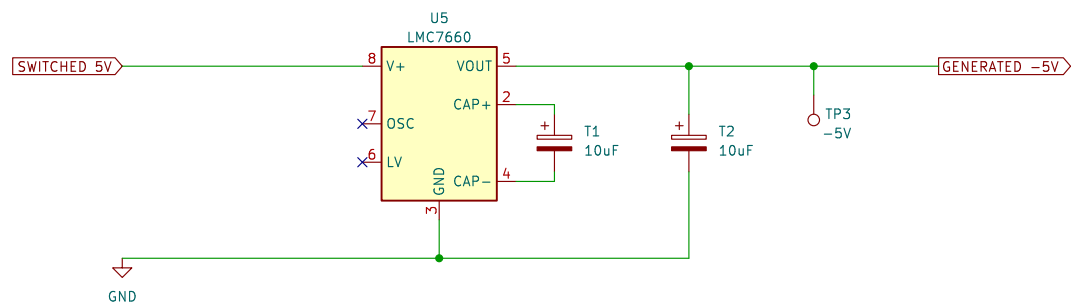 U5
LMC7660
SWITCHED 5V
8
V+
VOUT
5
GENERATED -5V
CAP+
2
7
OSC
+
T1
10uF
+
T2
10uF
TP3
-5V
6
LV
GND
CAP-
4
3
GND